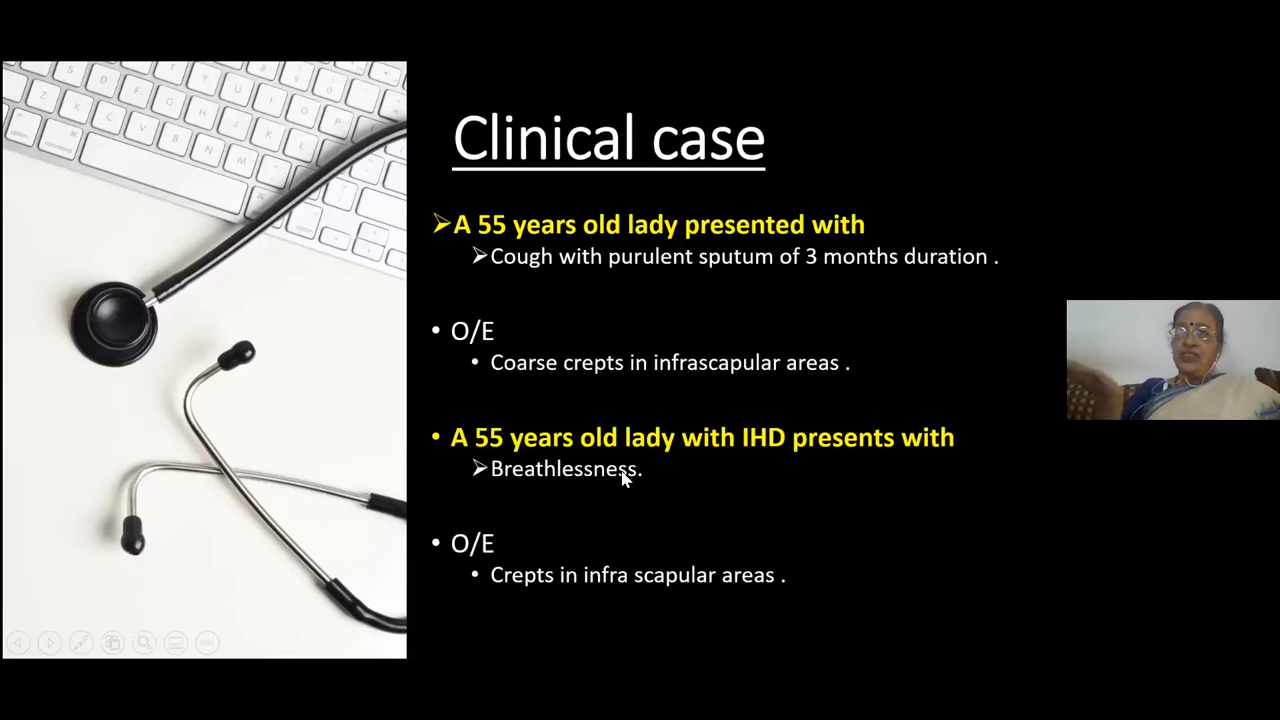 Clinical case
➢A 55 years old lady presented with
➢Cough with purulent sputum of 3 months duration .
• O/E
• Coarse crepts in infrascapular areas .
• A 55 years old lady with IHD presents with
➢Breathlessness.
• O/E
• Crepts in infra scapular areas .